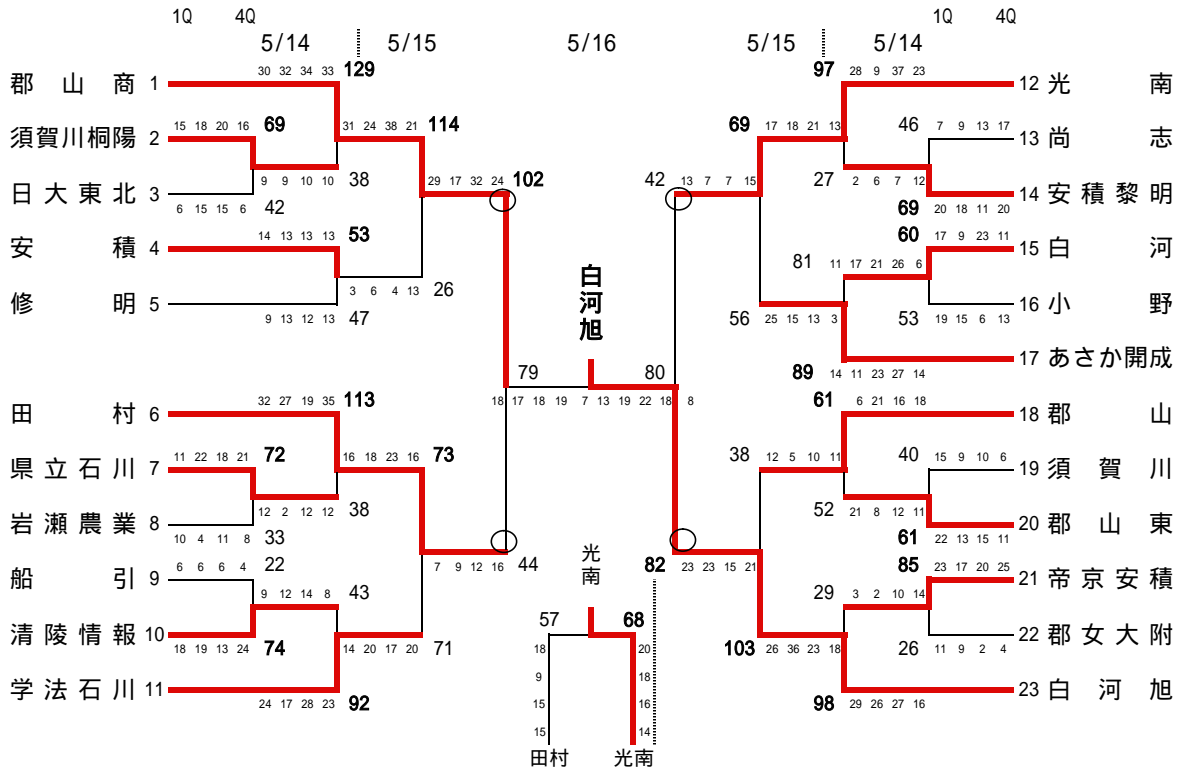 1Q 4Q 1Q 4Q
5/14 5/15 5/16 5/15 5/14
30 32 34 33 129 97 28 9 37 23
郡山商 1 12 光南
15 18 20 16 69 31 24 38 21 114 69 17 18 21 13 46 7 9 13 17
須賀川桐陽 2 13 尚志
9 9 10 10 38 29 17 32 24 102 42 13 7 7 15 27 2 6 7 12
日大東北 3 14 安積黎明
6 15 15 6 42 69 20 18 11 20
14 13 13 13 53 60 17 9 23 11
安積 4 15 白河
81 11 17 21 26 6
3 6 4 13 26
修明 5 16 小野
9 13 12 13 47 56 25 15 13 3 53 19 15 6 13
白河旭
17 あさか開成
79 80 89 14 11 23 27 14
18 17 18 19 7 13 19 22 18 8
32 27 19 35 113 61 6 21 16 18
田村 6 18 郡山
11 22 18 21 72 16 18 23 16 73 38 12 5 10 11 40 15 9 10 6
県立石川 7 19 須賀川
12 2 12 12 38 52 21 8 12 11
岩瀬農業 8 20 郡山東
10 4 11 8 33 61 22 13 15 11
6 6 6 4 22 7 9 12 16 44 82 23 23 15 21 85 23 17 20 25
船引 9 光南 21 帝京安積
9 12 14 8 43 29 3 2 10 14
清陵情報 10 22 郡女大附
18 19 13 24 74 14 20 17 20 71 57 68 103 26 36 23 18 26 11 9 2 4
学法石川 11 23 白河旭
24 17 28 23 92 98 29 26 27 16
18 20
9 18
15 16
15 14
田村 光南